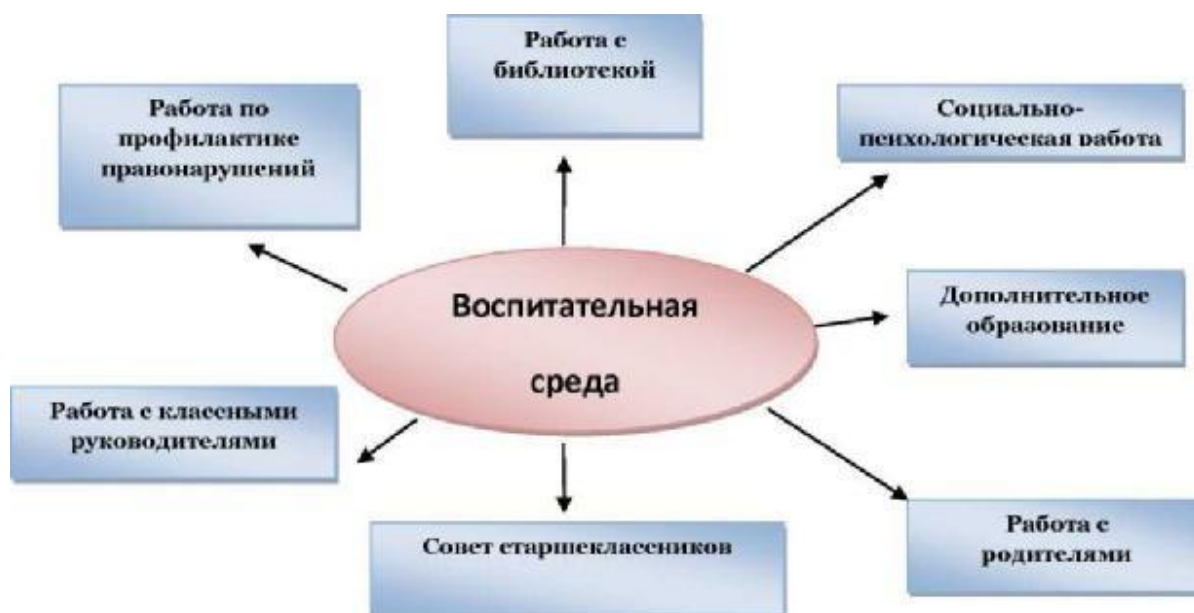 Работа с
библиотекой
Работа по
профилактике
правонарушений
Социально-
психологическая работа
Воспитательная
среда
Дополнительное
образование
Работа с классными
руководителями
Совет старшеклассников
Работа с
родителями